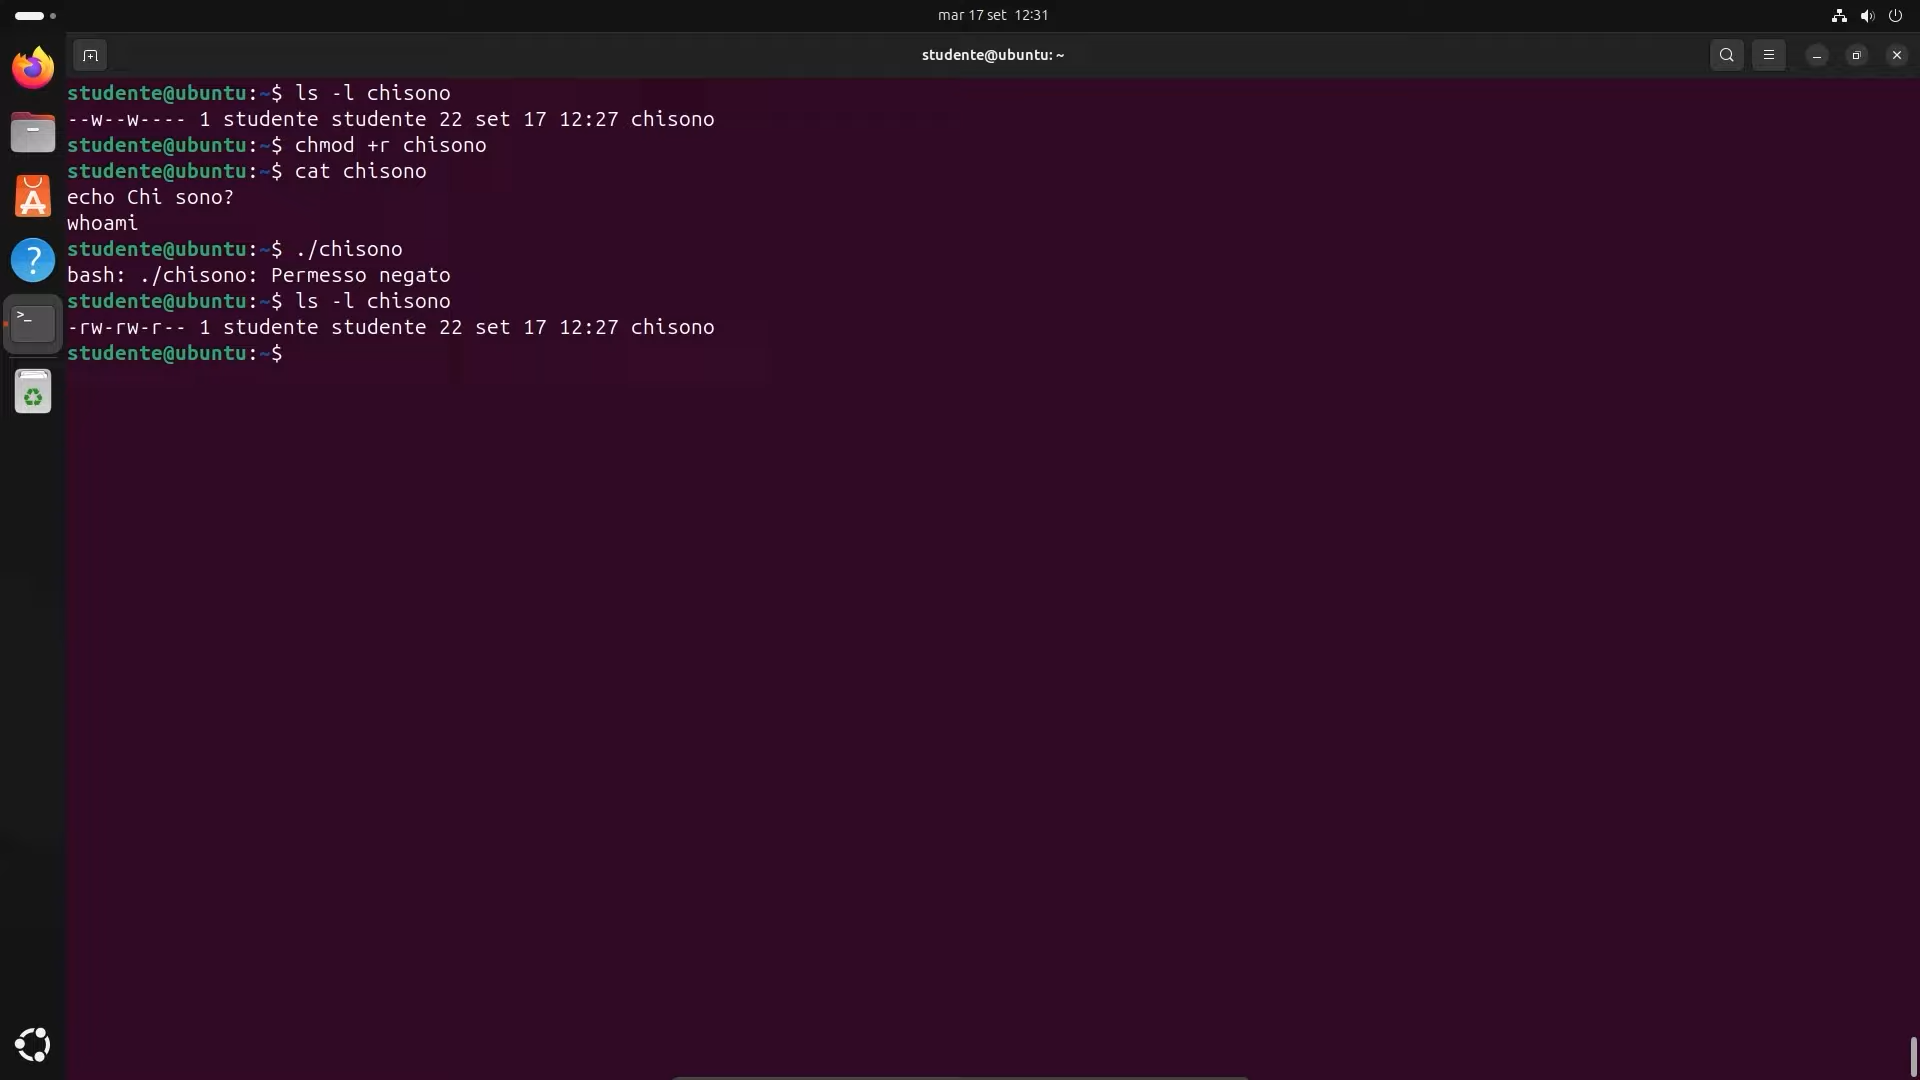 mar 17 set 12:31
studente@ubuntu: ~
studente@ubuntu:~$ ls -l chisono
--w--w---- 1 studente studente 22 set 17 12:27 chisono
studente@ubuntu:~$ chmod +r chisono
studente@ubuntu:~$ cat chisono
echo Chi sono?
whoami
studente@ubuntu:~$ ./chisono
bash: ./chisono: Permesso negato
studente@ubuntu:~$ ls -l chisono
-rw-rw-r-- 1 studente studente 22 set 17 12:27 chisono
studente@ubuntu:~$